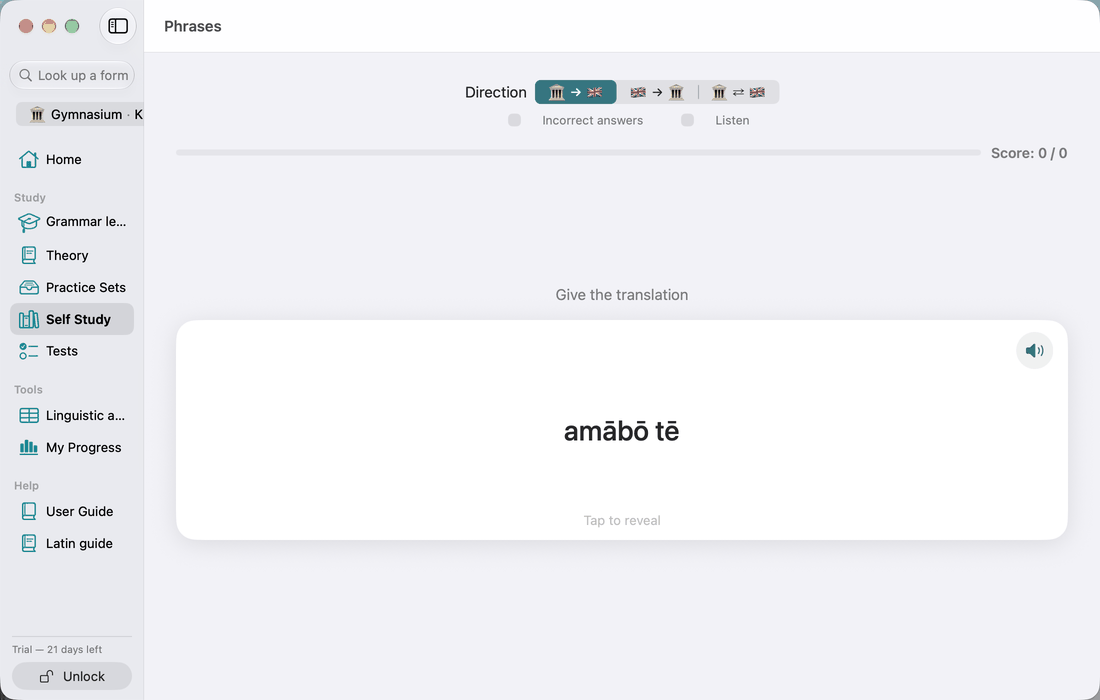 Phrases
Look up a form
Gymnasium · K
Home
Study
Grammar le...
Theory
Practice Sets
Self Study
Tests
Tools
Linguistic a...
My Progress
Help
User Guide
Latin guide
Trial — 21 days left
Unlock
Direction
Incorrect answers
Listen
Score: 0 / 0
Give the translation
amābō tē
Tap to reveal